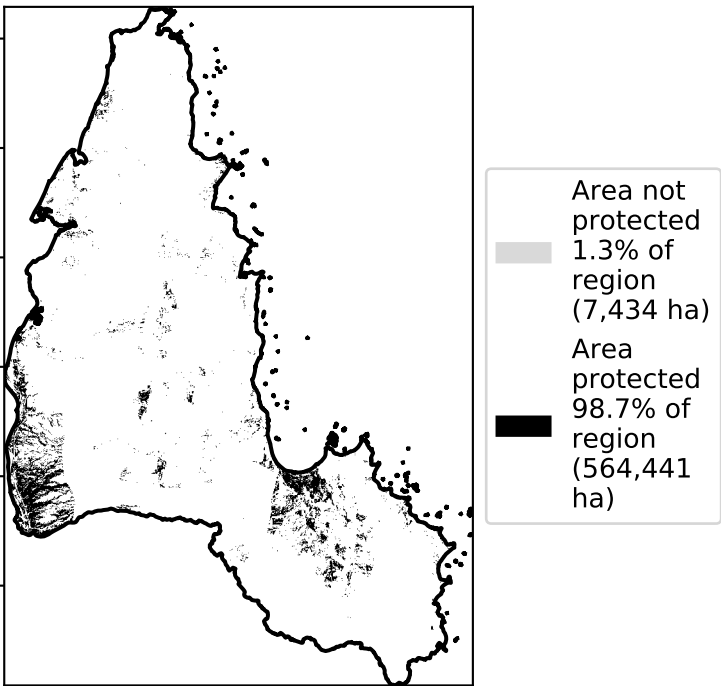 Area not
protected
1.3% of
region
(7,434 ha)
Area
protected
98.7% of
region
(564,441
ha)